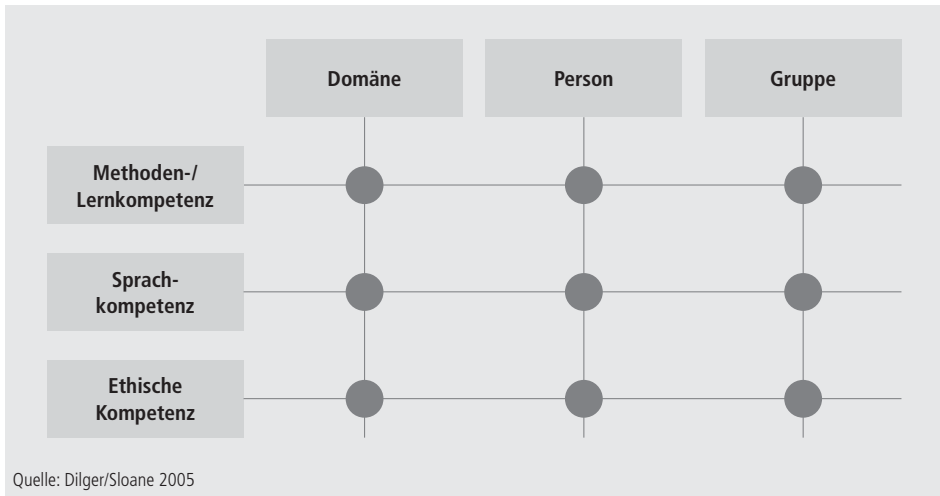 Domäne
Person
Gruppe
Methoden-/
Lernkompetenz
Sprach-
kompetenz
Ethische
Kompetenz
Quelle: Dilger/Sloane 2005